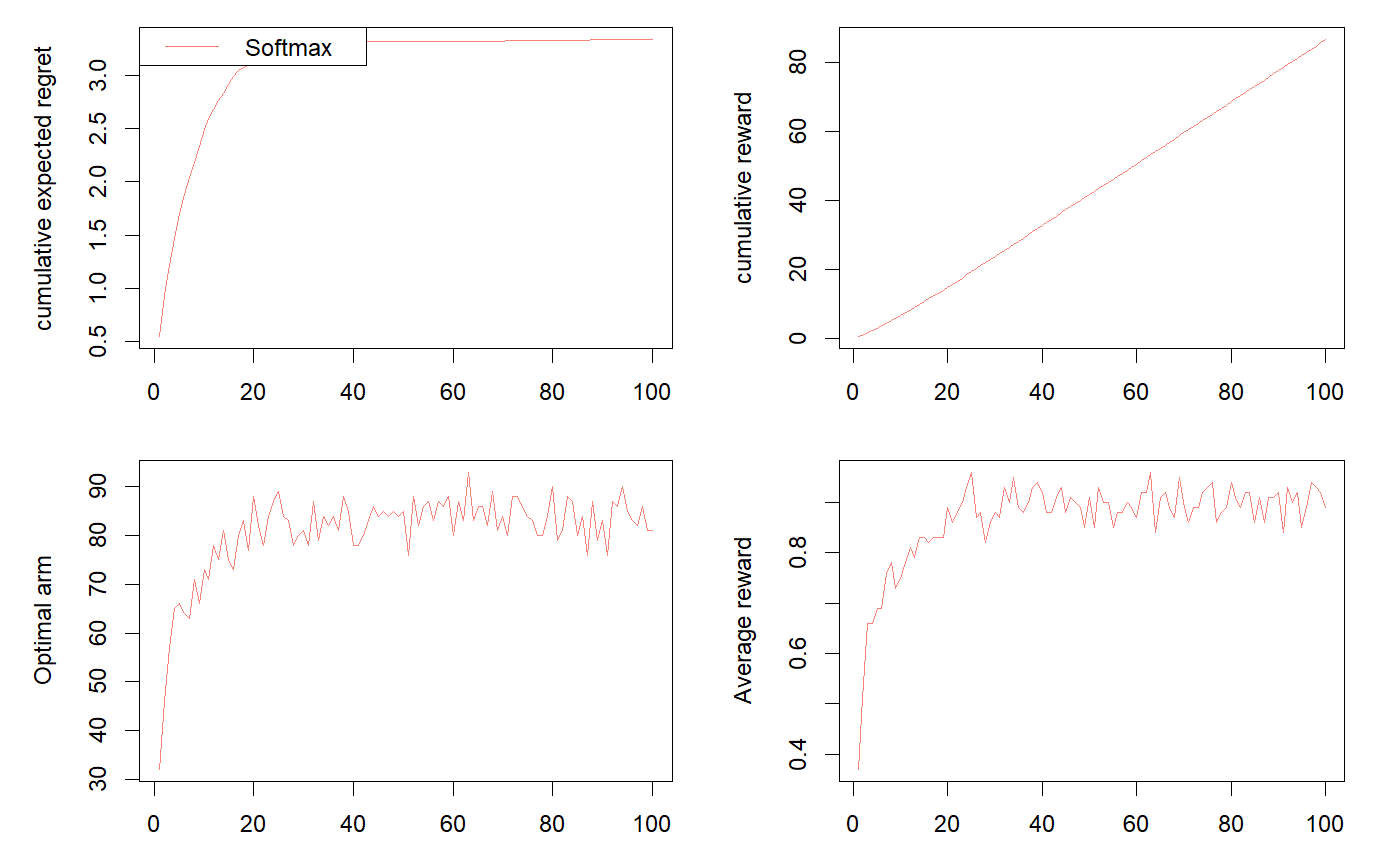 Softmax
cumulative expected regret
0.5 1.0 1.5 2.0 2.5 3.0
0 20 40 60 80 100
cumulative reward
0 20 40 60 80
0 20 40 60 80 100
Optimal arm
30 40 50 60 70 80 90
0 20 40 60 80 100
Average reward
0.4 0.6 0.8
0 20 40 60 80 100